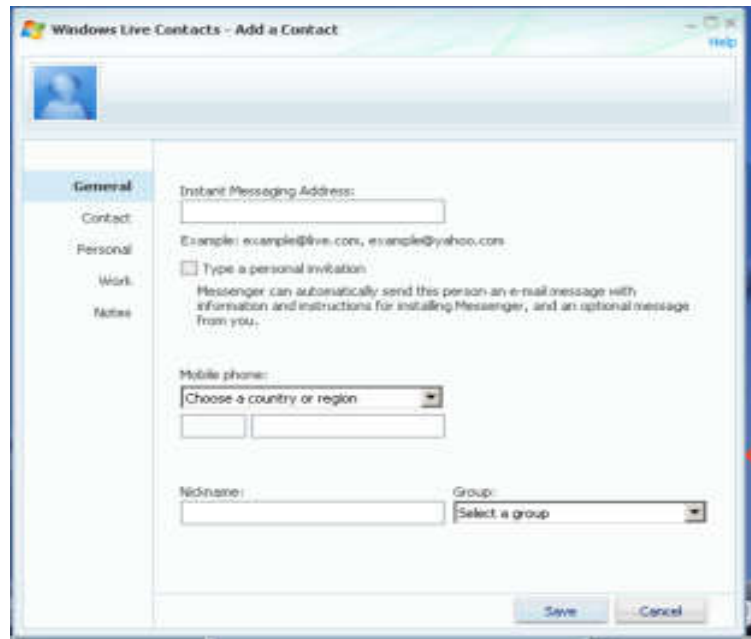 Windows Live Contacts - Add a Contact
Help
General
Contact
Personal
Work
Notes
Instant Messaging Address:
Example: example@live.com, example@yahoo.com
Type a personal invitation
Messenger can automatically send this person an e-mail message with
information and instructions for installing Messenger, and an optional message
from you.
Mobile phone:
Choose a country or region
Nickname:
Group:
Select a group
Save
Cancel